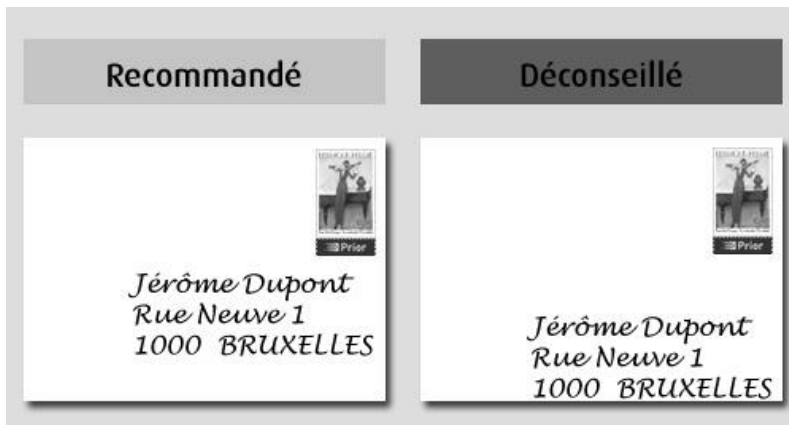 Recommandé
Déconseillé
Prior
Jérôme Dupont
Rue Neuve 1
1000 BRUXELLES
Prior
Jérôme Dupont
Rue Neuve 1
1000 BRUXELLES